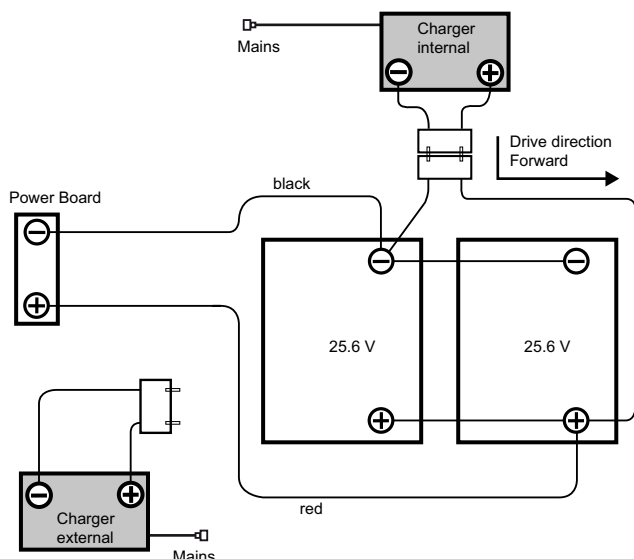 Mains
Charger
internal
−
+
Drive direction
Forward
Power Board
black
−
+
−
−
25.6 V
25.6 V
+
+
red
−
+
Charger
external
Mains